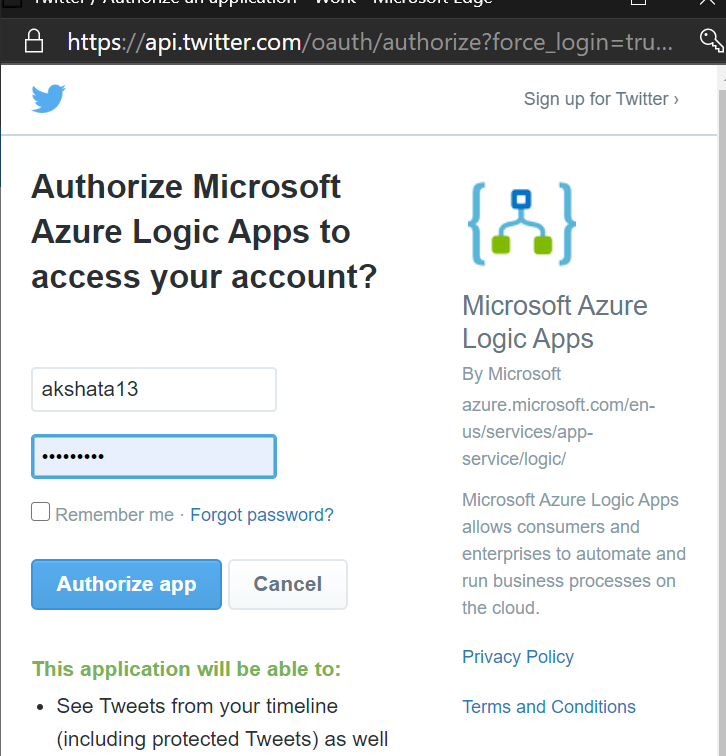 Twitter / Authorize an application - Work - Microsoft Edge
https://api.twitter.com/oauth/authorize?force_login=tru...
Sign up for Twitter ›
Authorize Microsoft
Azure Logic Apps to
access your account?
akshata13
•••••••••
Remember me · Forgot password?
Authorize app
Cancel
This application will be able to:
• See Tweets from your timeline
(including protected Tweets) as well
Microsoft Azure
Logic Apps
By Microsoft
azure.microsoft.com/en-
us/services/app-
service/logic/
Microsoft Azure Logic Apps
allows consumers and
enterprises to automate and
run business processes on
the cloud.
Privacy Policy
Terms and Conditions